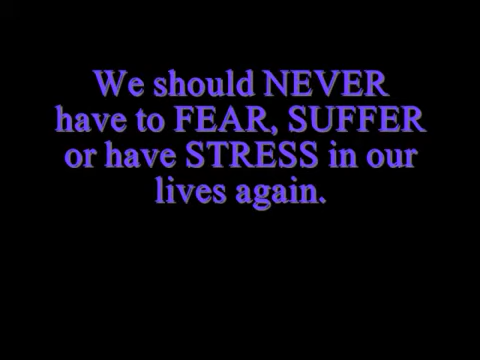 We should NEVER
have to FEAR, SUFFER
or have STRESS in our
lives again.